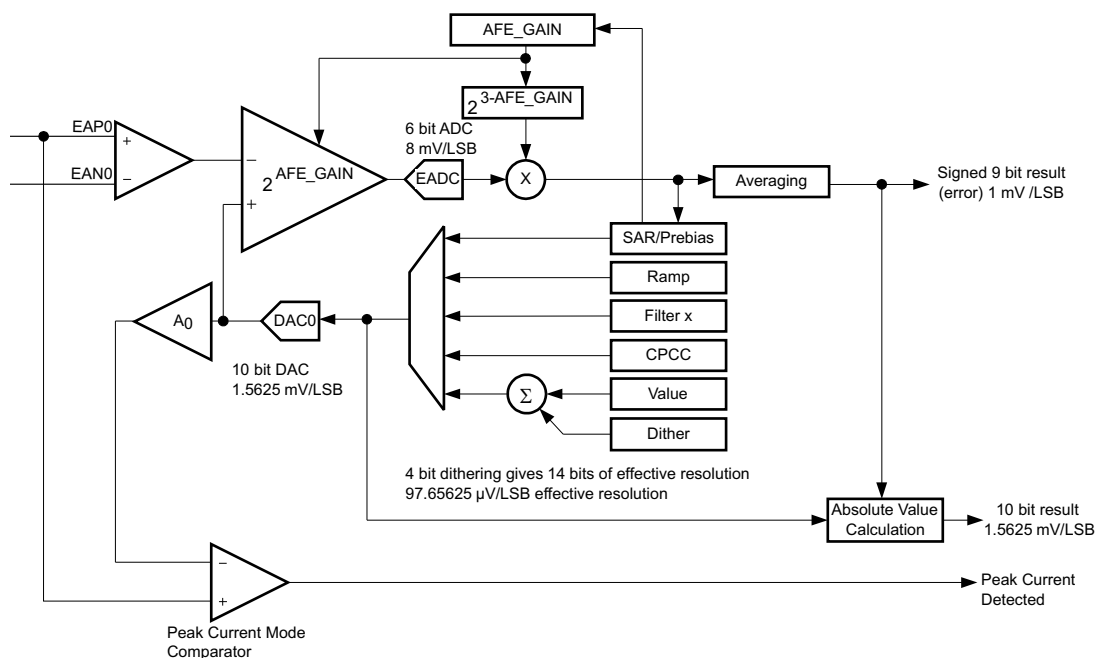 AFE_GAIN
2 3-AFE_GAIN
6 bit ADC
8 mV/LSB
EAP0
+
EAN0
−
−
2 AFE_GAIN
+
EADC
X
Averaging
Signed 9 bit result
(error) 1 mV /LSB
SAR/Prebias
Ramp
Filter x
CPCC
Value
Dither
Σ
A0
DAC0
10 bit DAC
1.5625 mV/LSB
4 bit dithering gives 14 bits of effective resolution
97.65625 μV/LSB effective resolution
Absolute Value
Calculation
10 bit result
1.5625 mV/LSB
−
+
Peak Current
Detected
Peak Current Mode
Comparator